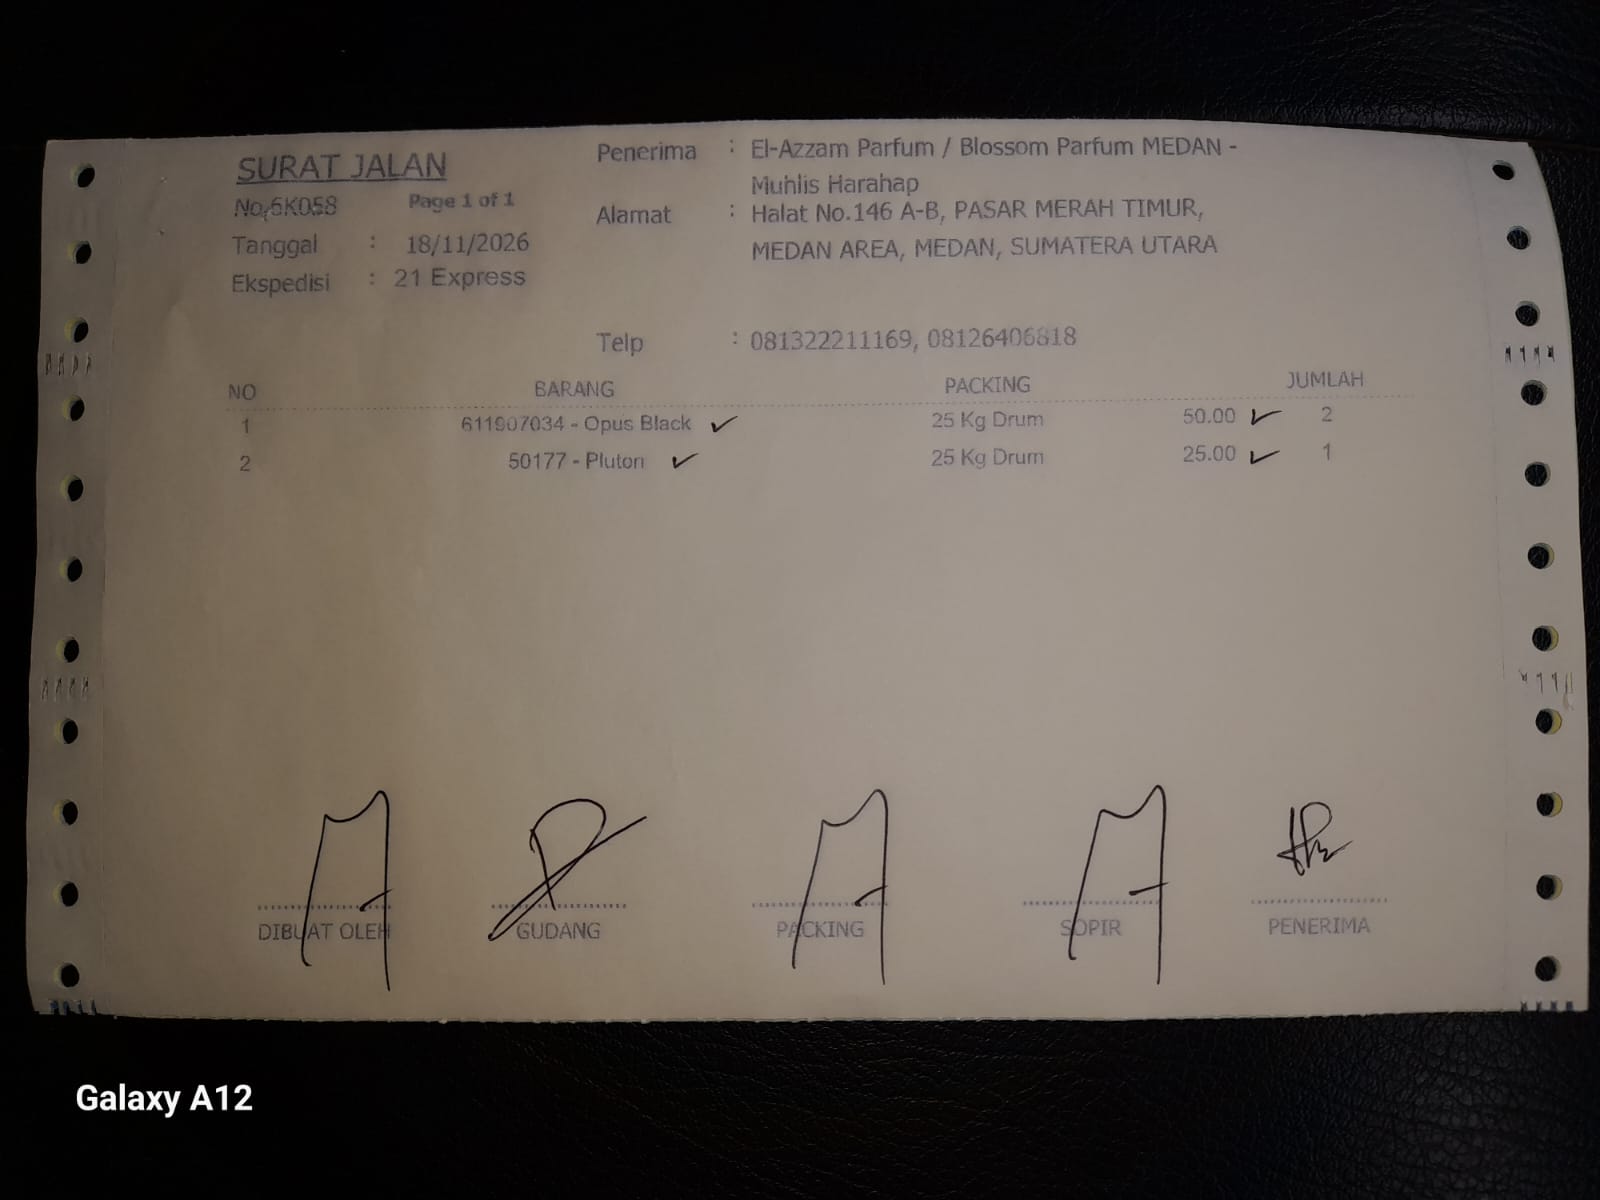 SURAT JALAN
No. 6K058 Page 1 of 1
Tanggal : 18/11/2026
Ekspedisi : 21 Express
Penerima : El-Azzam Parfum / Blossom Parfum MEDAN -
Muhlis Harahap
Alamat : Halat No.146 A-B, PASAR MERAH TIMUR,
MEDAN AREA, MEDAN, SUMATERA UTARA
Telp : 081322211169, 08126406818
NO BARANG PACKING JUMLAH
1 611907034 - Opus Black 25 Kg Drum 50.00 2
2 50177 - Pluton 25 Kg Drum 25.00 1
DIBUAT OLEH GUDANG PACKING SOPIR PENERIMA
Galaxy A12